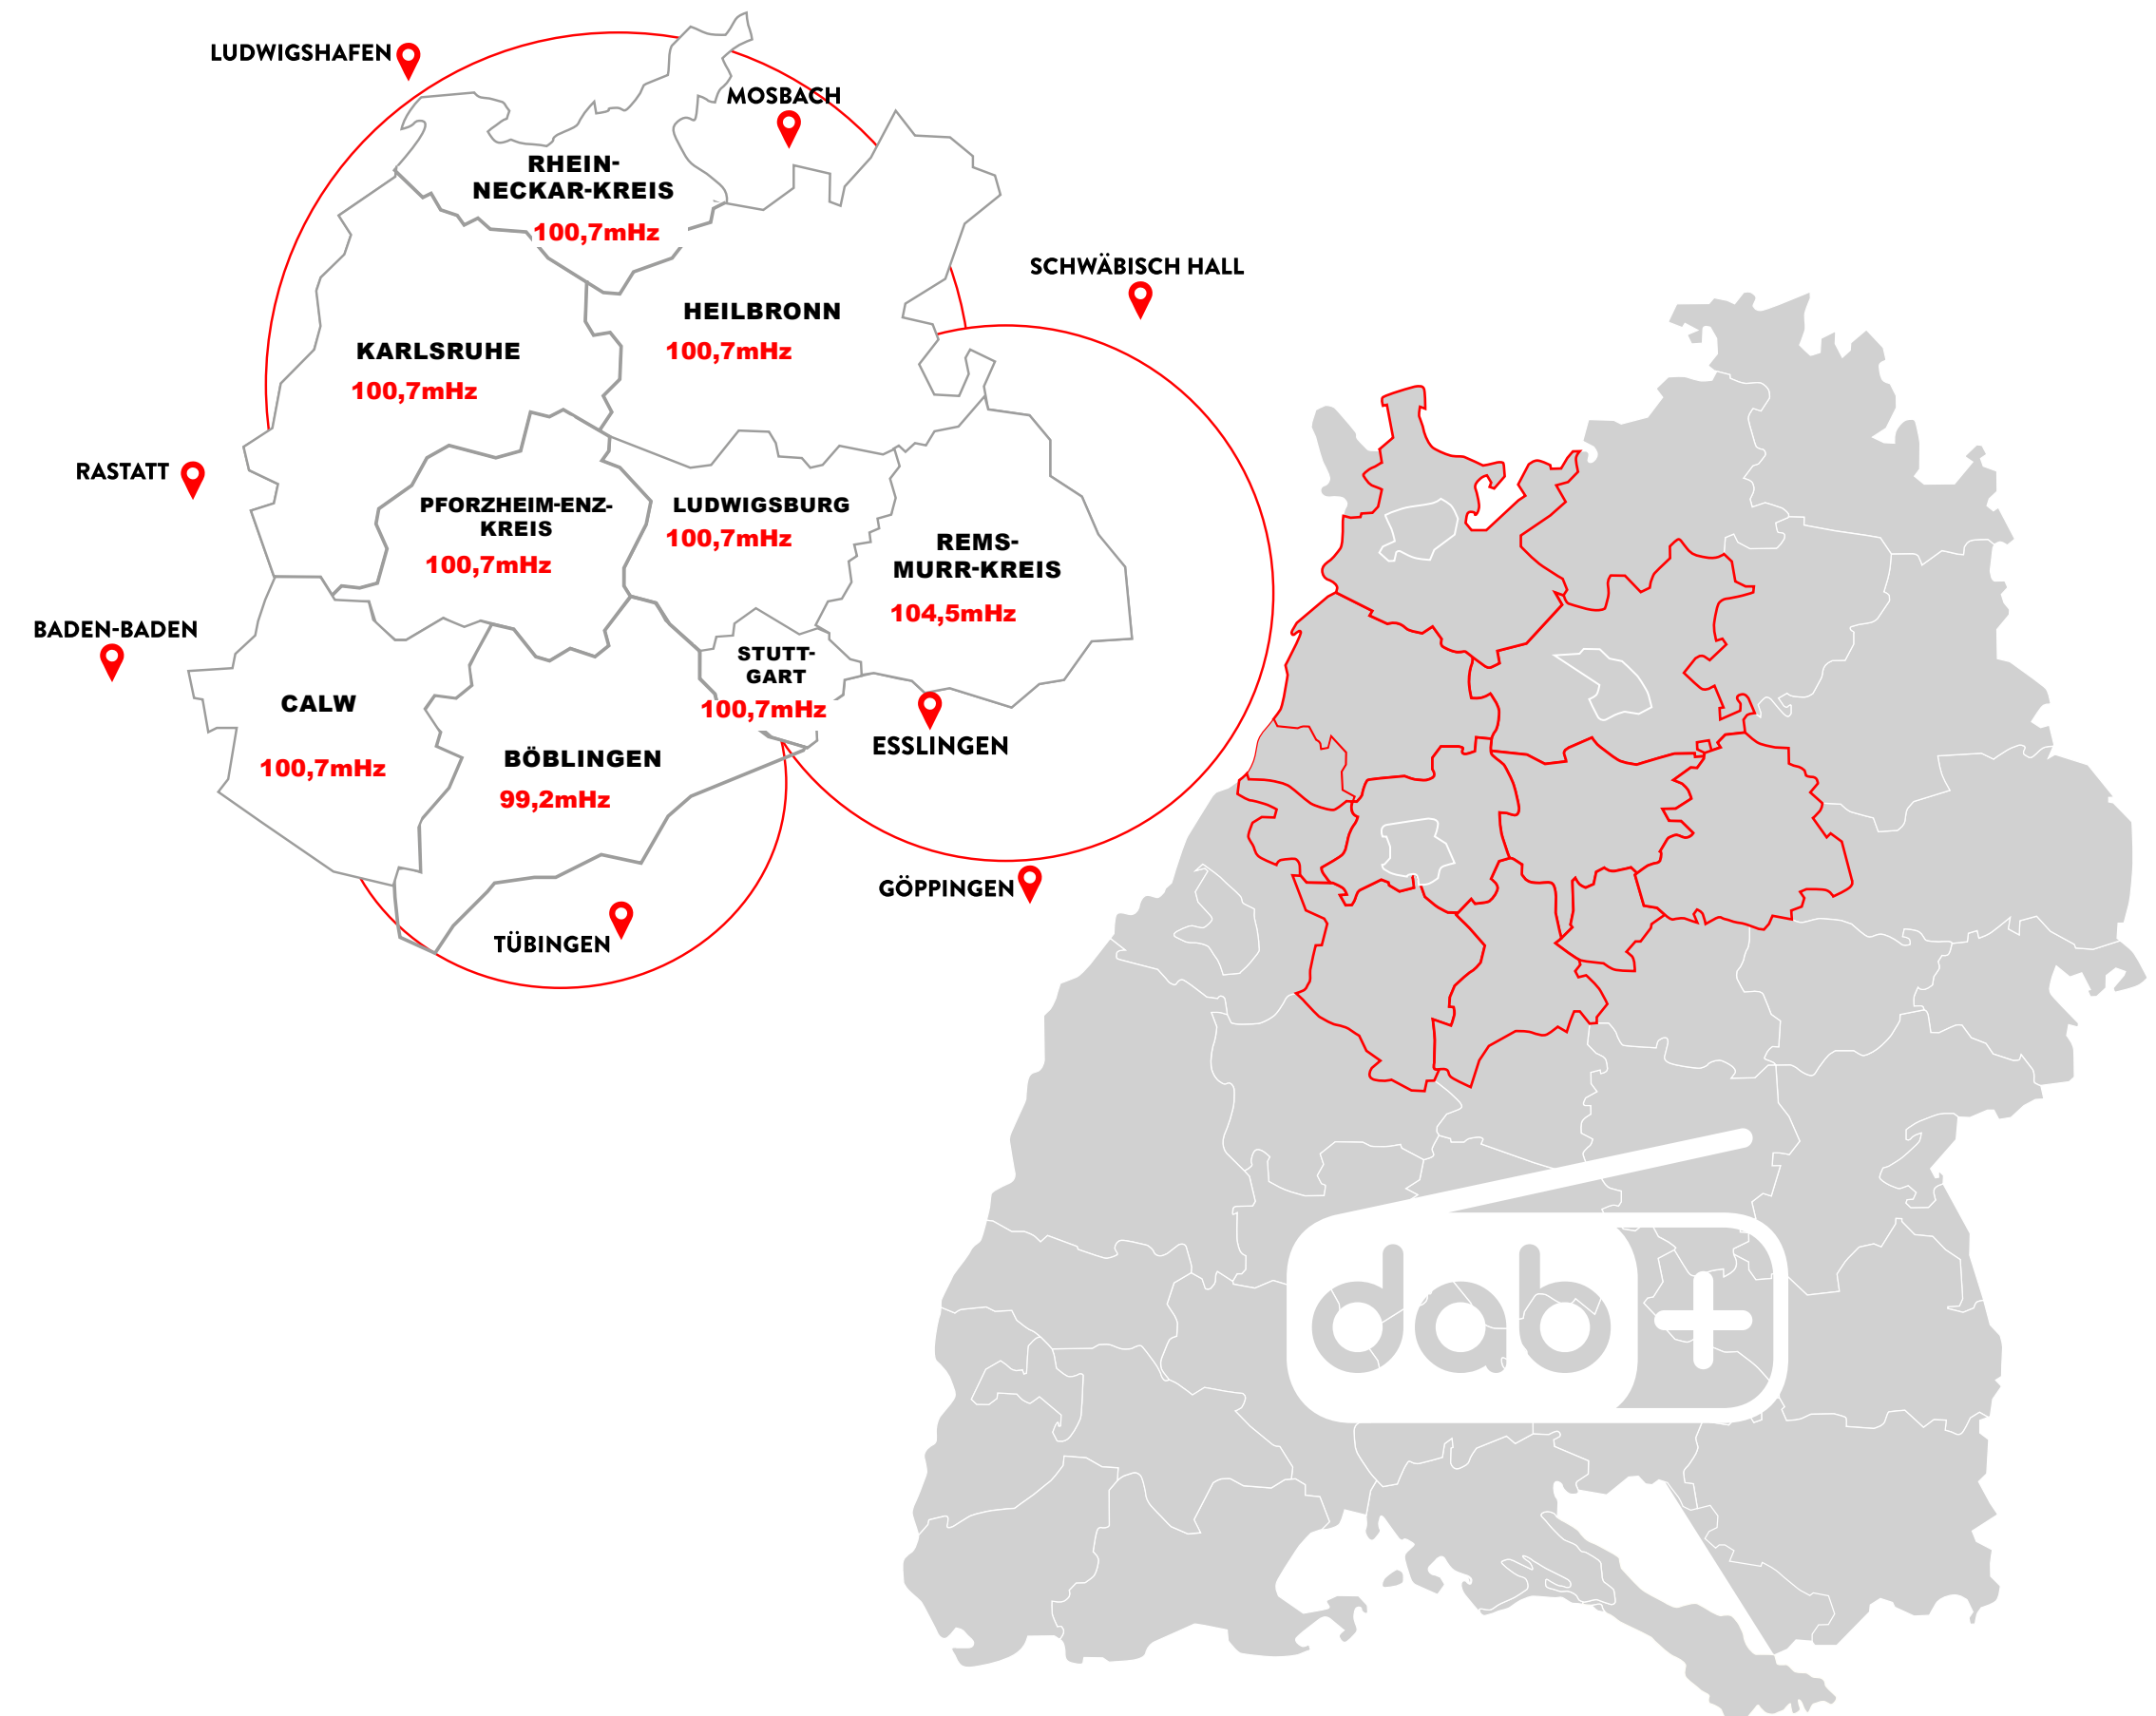 LUDWIGSHAFEN
MOSBACH
RHEIN-
NECKAR-KREIS
100,7mHz
SCHWÄBISCH HALL
HEILBRONN
100,7mHz
KARLSRUHE
100,7mHz
RASTATT
PFORZHEIM-ENZ-
KREIS
100,7mHz
LUDWIGSBURG
100,7mHz
REMS-
MURR-KREIS
104,5mHz
BADEN-BADEN
STUTT-
GART
100,7mHz
CALW
100,7mHz
ESSLINGEN
BÖBLINGEN
99,2mHz
GÖPPINGEN
TÜBINGEN
dab+